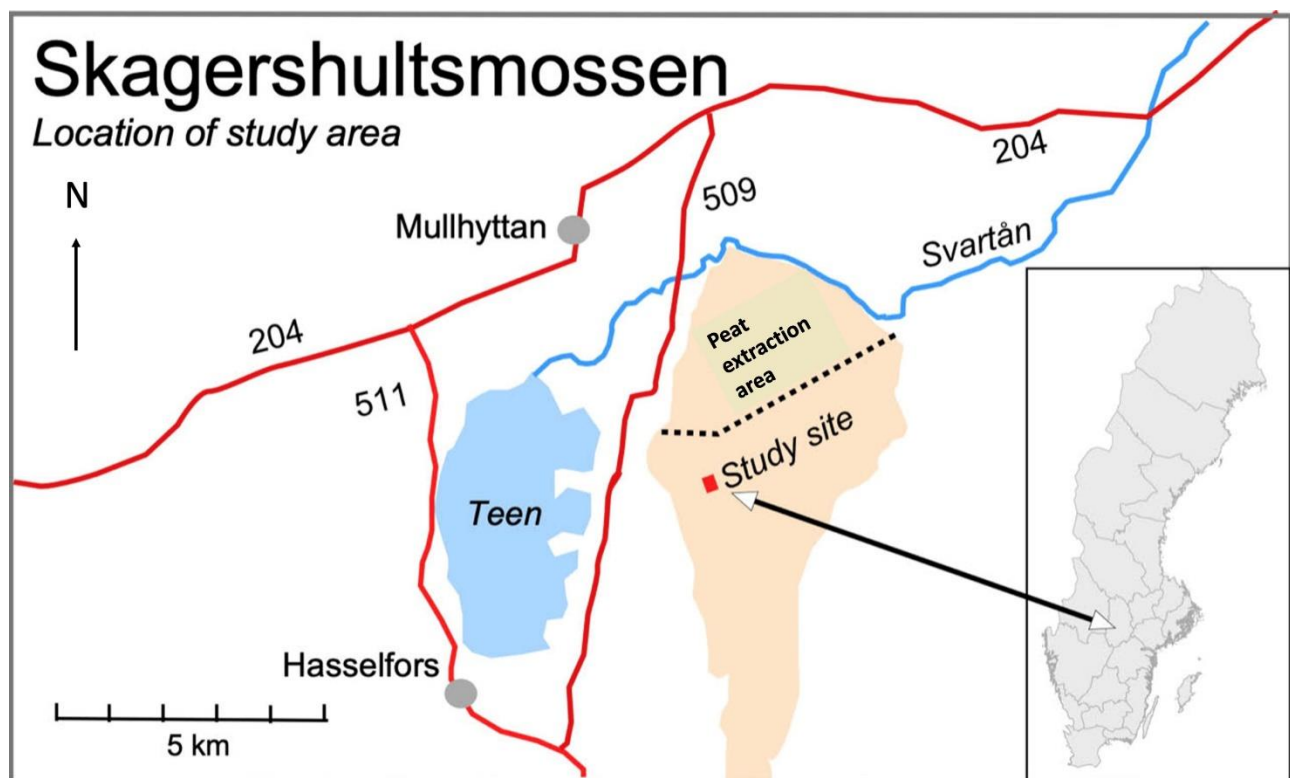 Skagershultsmossen
Location of study area
N
204
509
Mullhyttan
Svartån
204
Peat
extraction
area
511
Study site
Teen
Hasselfors
5 km